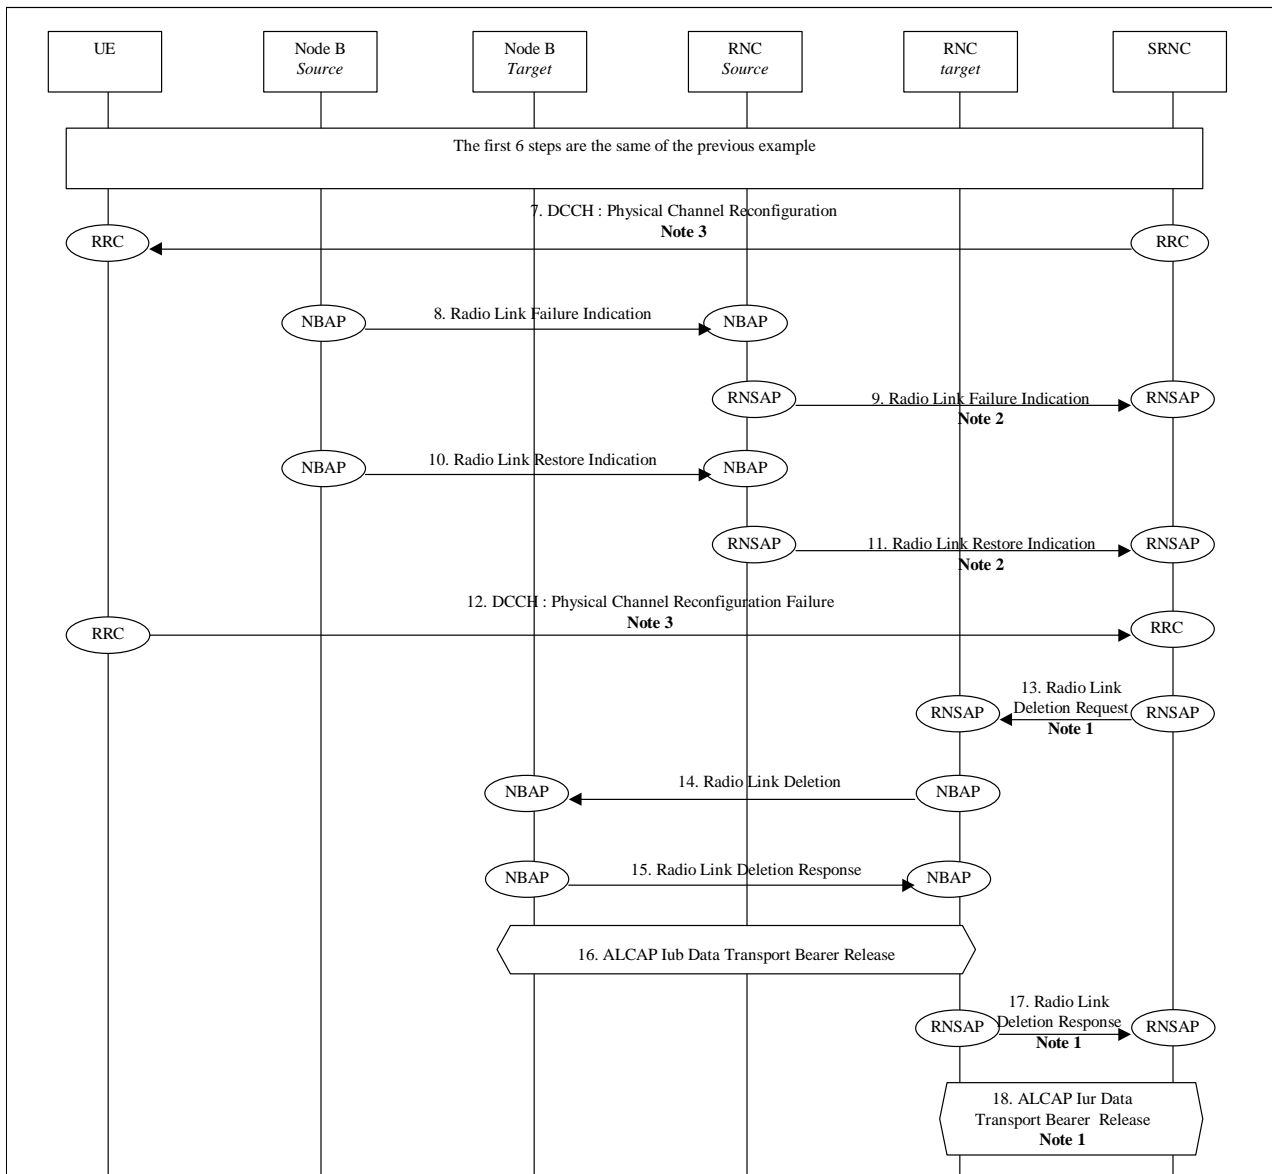 UE
Node B
Source
Node B
Target
RNC
Source
RNC
target
SRNC
The first 6 steps are the same of the previous example
7. DCCH : Physical Channel Reconfiguration
Note 3
RRC
RRC
8. Radio Link Failure Indication
NBAP
NBAP
RNSAP
9. Radio Link Failure Indication
Note 2
RNSAP
10. Radio Link Restore Indication
NBAP
NBAP
RNSAP
11. Radio Link Restore Indication
Note 2
RNSAP
12. DCCH : Physical Channel Reconfiguration Failure
Note 3
RRC
RRC
13. Radio Link
Deletion Request
Note 1
RNSAP
RNSAP
14. Radio Link Deletion
NBAP
NBAP
15. Radio Link Deletion Response
NBAP
NBAP
16. ALCAP Iub Data Transport Bearer Release
17. Radio Link
Deletion Response
Note 1
RNSAP
RNSAP
18. ALCAP Iur Data
Transport Bearer Release
Note 1